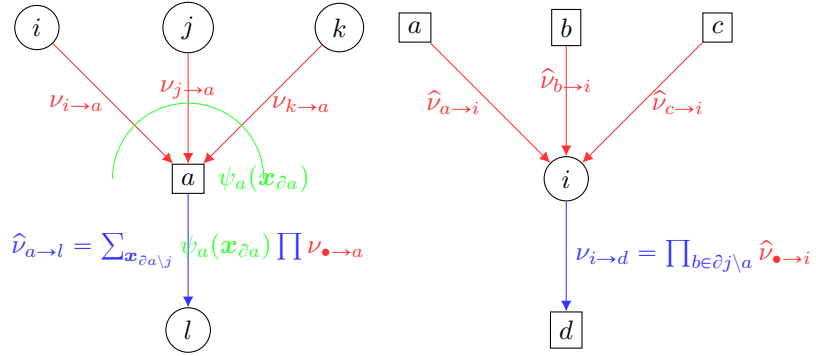 i j k a b c
ν_{i→a} ν_{j→a} ν_{k→a} ν̂_{a→i} ν̂_{b→i} ν̂_{c→i}
a ψ_a(𝒙_{∂a}) i
ν̂_{a→l} = ∑_{𝒙_{∂a\j}} ψ_a(𝒙_{∂a}) ∏ ν_{•→a} ν_{i→d} = ∏_{b∈∂j\a} ν̂_{•→i}
l d